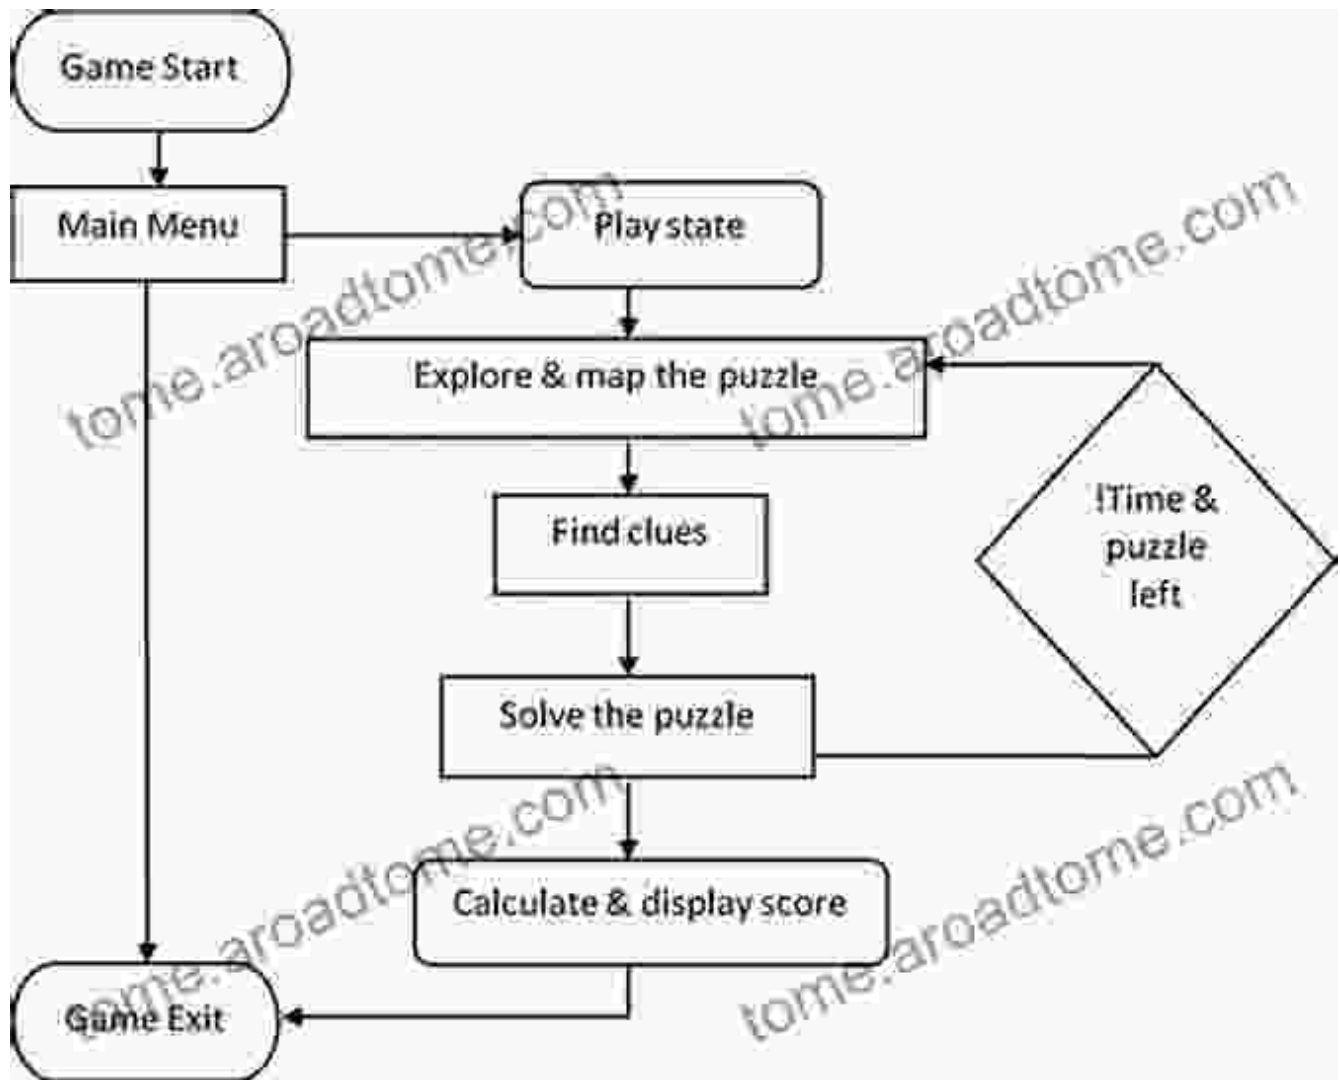 Game Start
Main Menu
Play state
Explore & map the puzzle
Find clues
!Time &
puzzle
left
Solve the puzzle
Calculate & display score
Game Exit
tome.aroadtome.com
tome.aroadtome.com
tome.aroadtome.com
tome.aroadtome.com